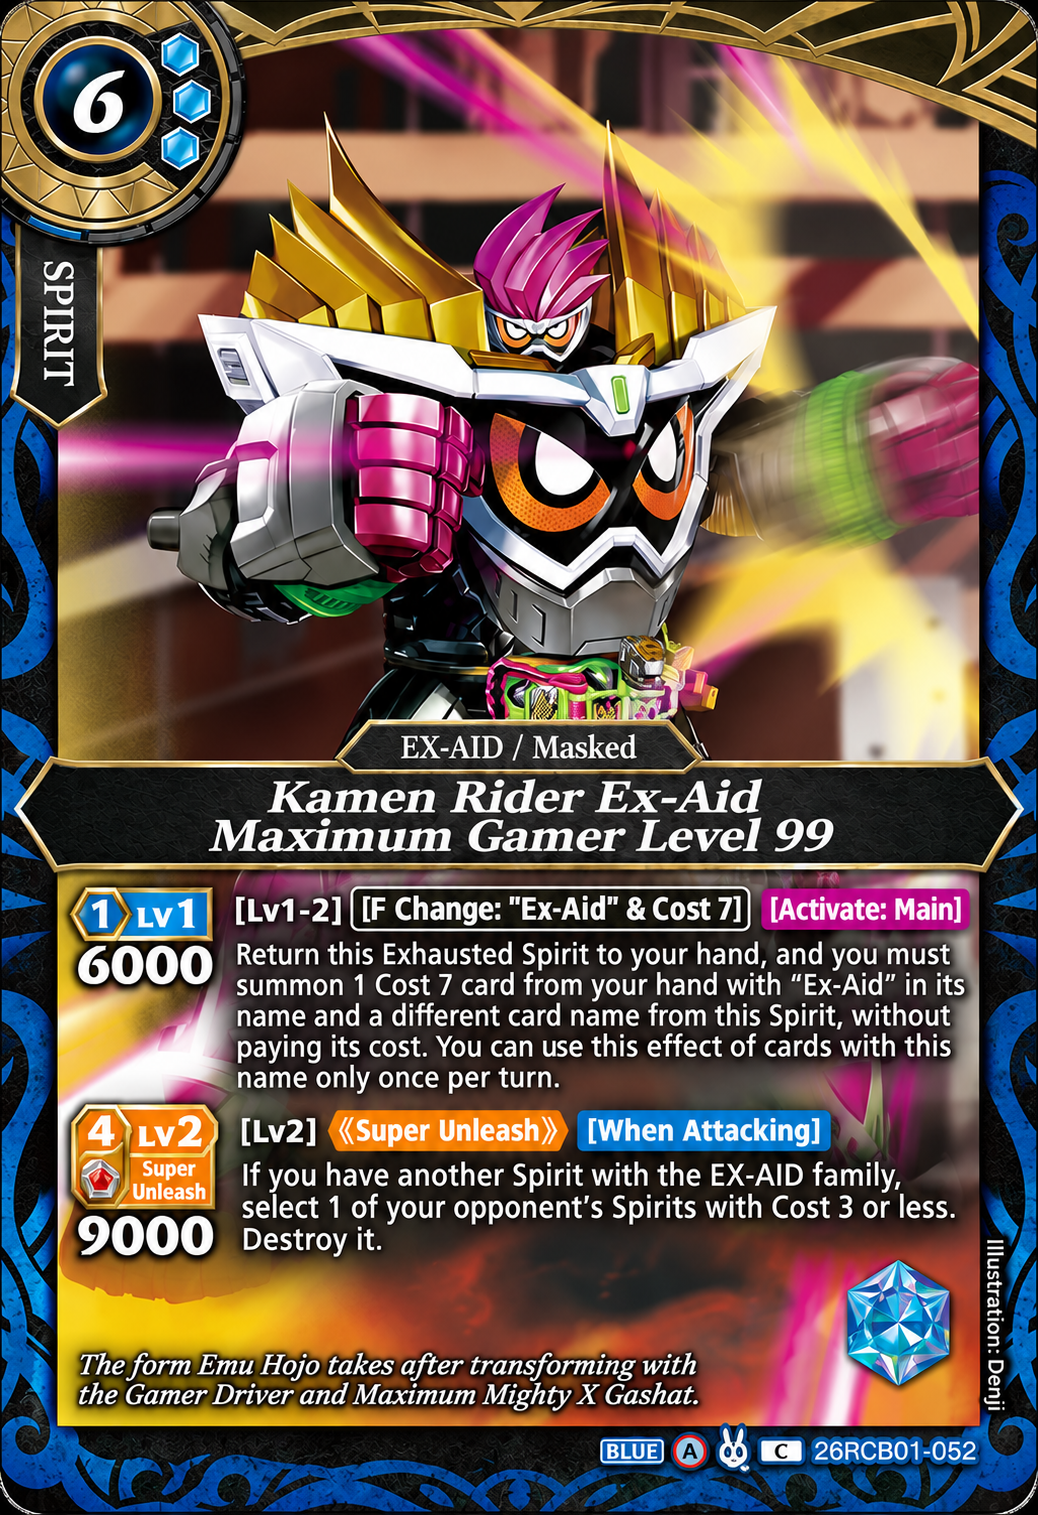 6
SPIRIT
EX-AID / Masked
Kamen Rider Ex-Aid
Maximum Gamer Level 99
1 LV1
6000
[Lv1-2] [F Change: "Ex-Aid" & Cost 7] [Activate: Main]
Return this Exhausted Spirit to your hand, and you must
summon 1 Cost 7 card from your hand with “Ex-Aid” in its
name and a different card name from this Spirit, without
paying its cost. You can use this effect of cards with this
name only once per turn.
4 LV2
Super
Unleash
9000
[Lv2] 《Super Unleash》 [When Attacking]
If you have another Spirit with the EX-AID family,
select 1 of your opponent’s Spirits with Cost 3 or less.
Destroy it.
The form Emu Hojo takes after transforming with
the Gamer Driver and Maximum Mighty X Gashat.
Illustration: Denji
BLUE A C 26RCB01-052